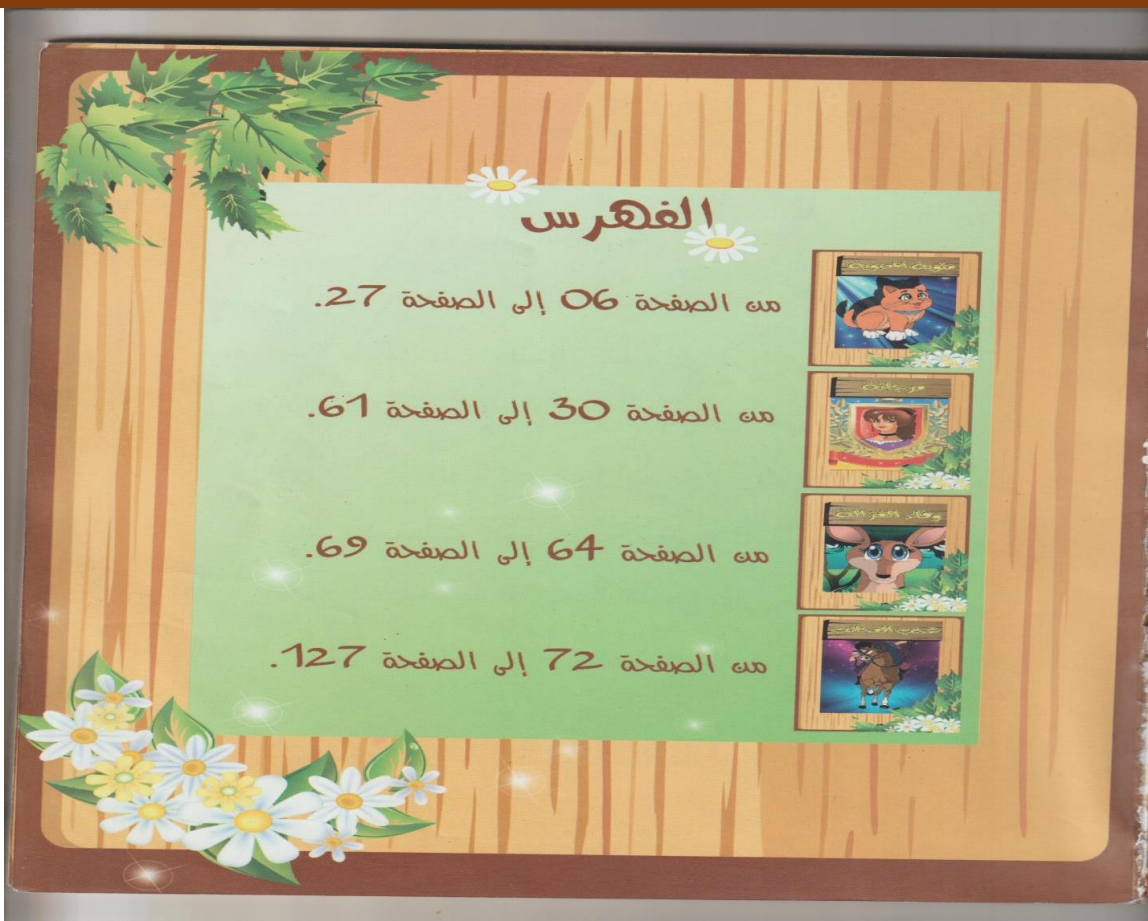 الفهرس
من الصفحة 06 إلى الصفحة 27.
من الصفحة 30 إلى الصفحة 61.
من الصفحة 64 إلى الصفحة 69.
من الصفحة 72 إلى الصفحة 127.